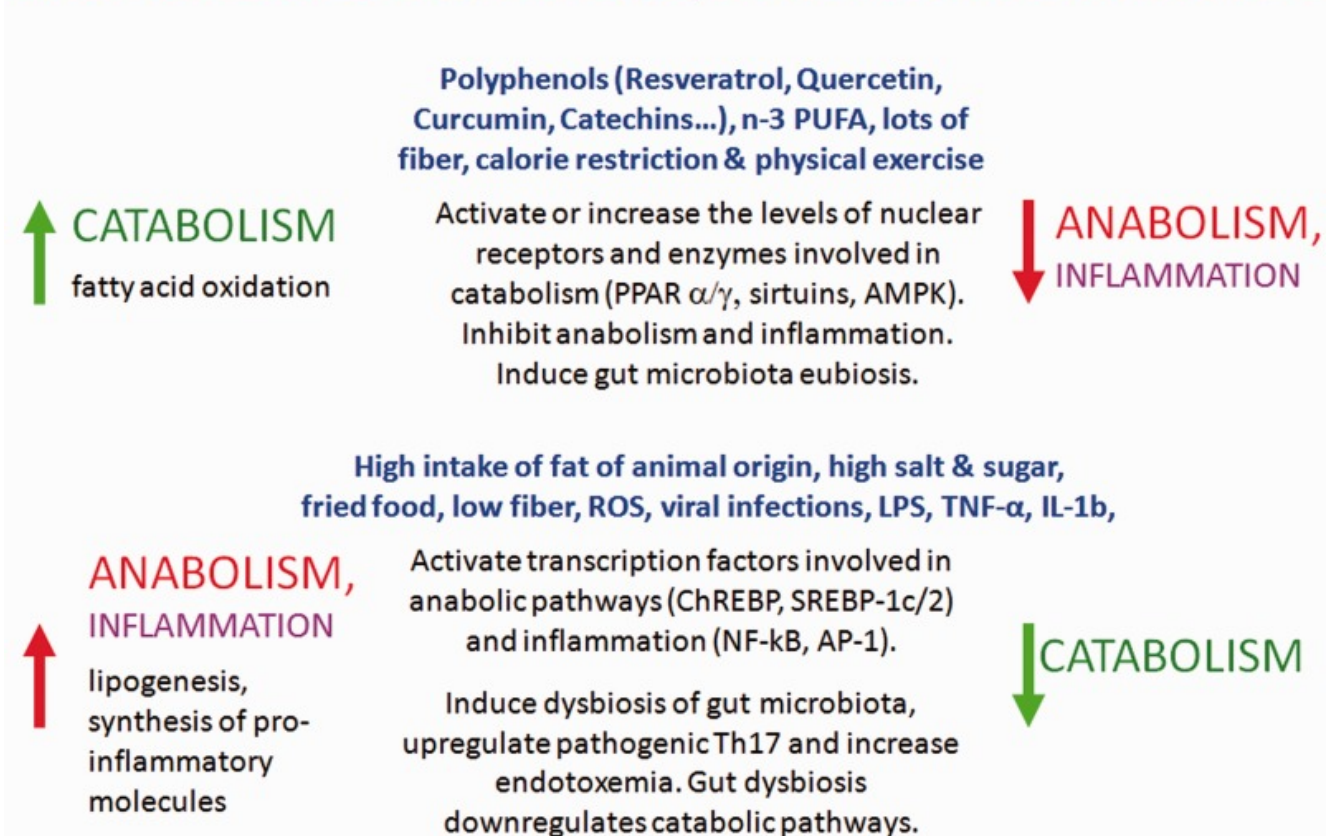 Polyphenols (Resveratrol, Quercetin,
Curcumin, Catechins...), n-3 PUFA, lots of
fiber, calorie restriction & physical exercise
CATABOLISM
fatty acid oxidation
Activate or increase the levels of nuclear
receptors and enzymes involved in
catabolism (PPAR α/γ, sirtuins, AMPK).
Inhibit anabolism and inflammation.
Induce gut microbiota eubiosis.
ANABOLISM,
INFLAMMATION
High intake of fat of animal origin, high salt & sugar,
fried food, low fiber, ROS, viral infections, LPS, TNF-α, IL-1b,
ANABOLISM,
INFLAMMATION
lipogenesis,
synthesis of pro-
inflammatory
molecules
Activate transcription factors involved in
anabolic pathways (ChREBP, SREBP-1c/2)
and inflammation (NF-kB, AP-1).
Induce dysbiosis of gut microbiota,
upregulate pathogenic Th17 and increase
endotoxemia. Gut dysbiosis
downregulates catabolic pathways.
CATABOLISM